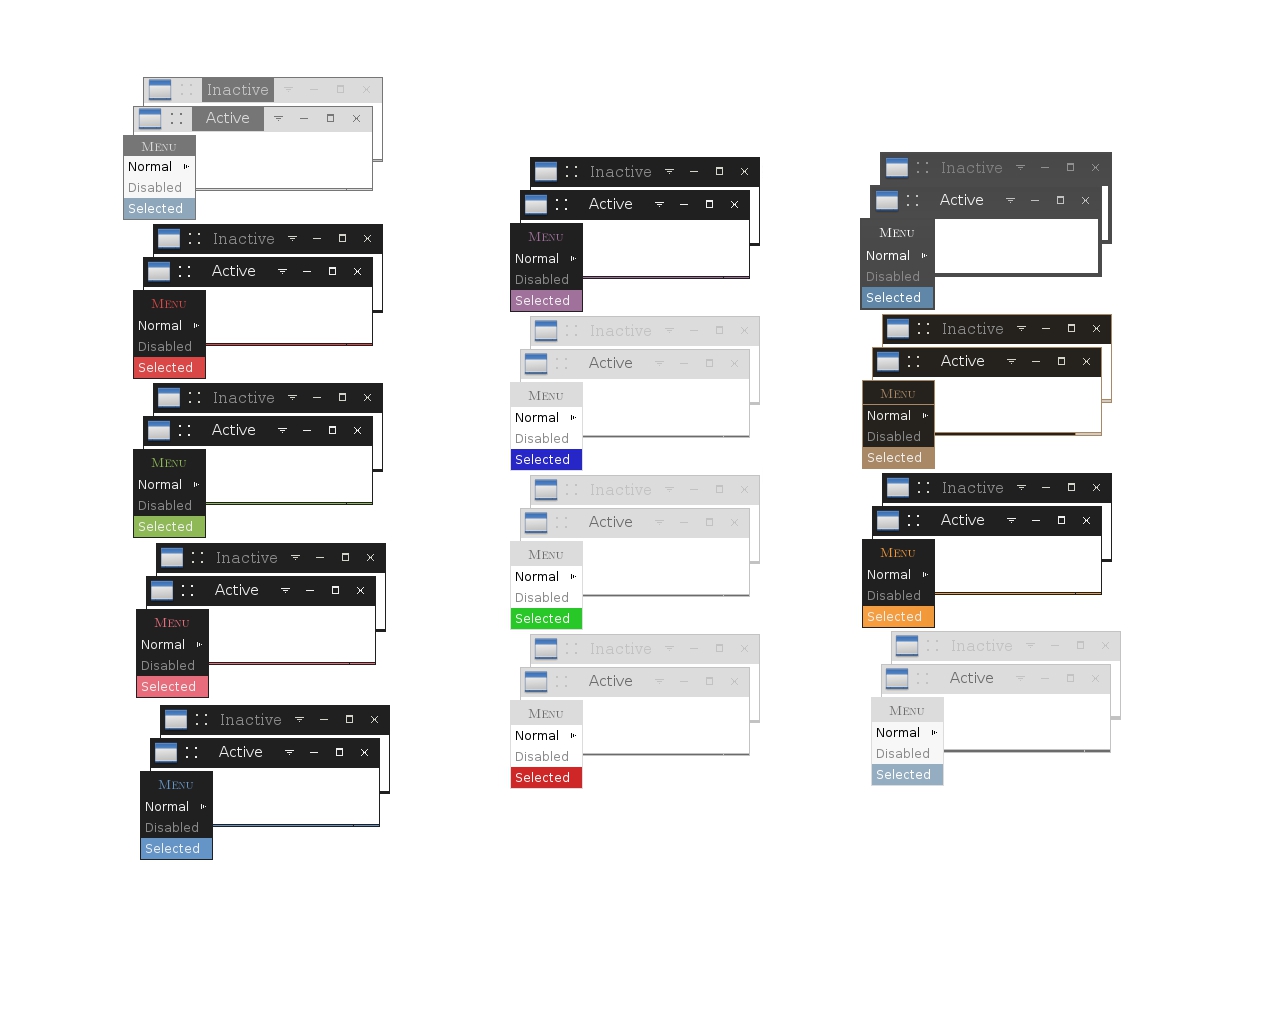 Inactive
Active
Menu
Normal
Disabled
Selected
Inactive
Active
Menu
Normal
Disabled
Selected
Inactive
Active
Menu
Normal
Disabled
Selected
Inactive
Active
Menu
Normal
Disabled
Selected
Inactive
Active
Menu
Normal
Disabled
Selected
Inactive
Active
Menu
Normal
Disabled
Selected
Inactive
Active
Menu
Normal
Disabled
Selected
Inactive
Active
Menu
Normal
Disabled
Selected
Inactive
Active
Menu
Normal
Disabled
Selected
Inactive
Active
Menu
Normal
Disabled
Selected
Inactive
Active
Menu
Normal
Disabled
Selected
Inactive
Active
Menu
Normal
Disabled
Selected
Inactive
Active
Menu
Normal
Disabled
Selected